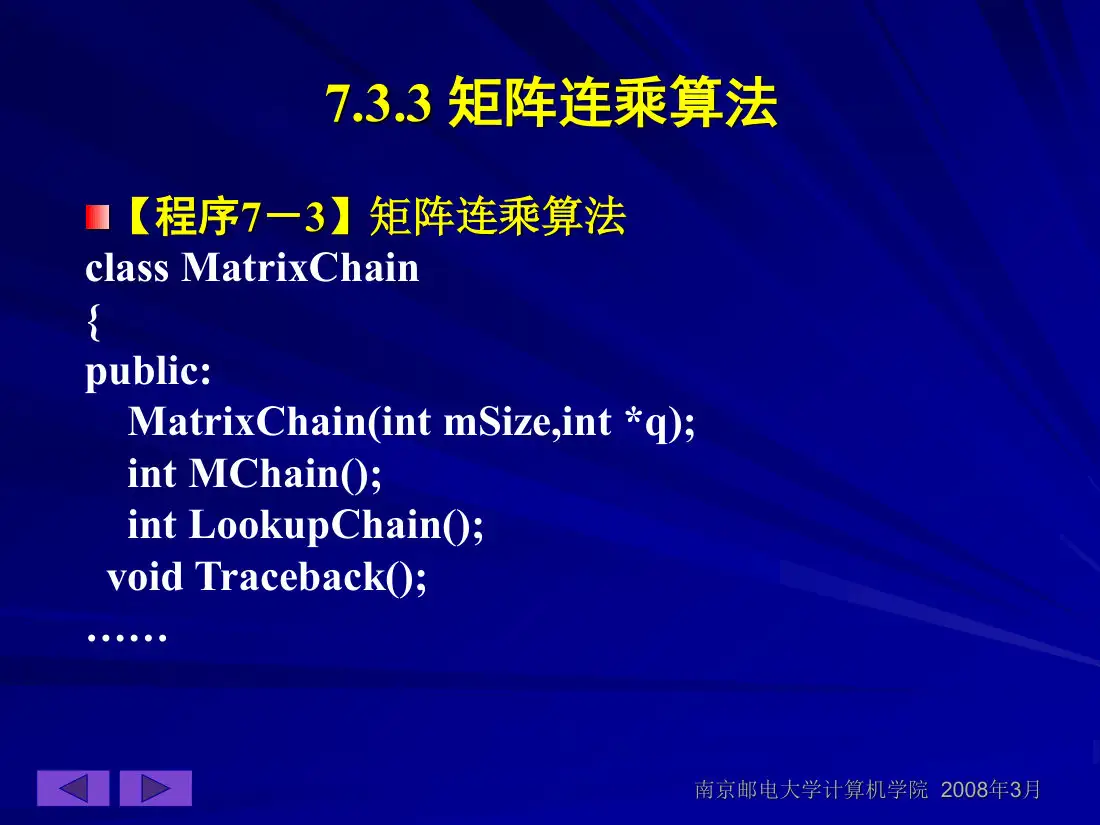 7.3.3 矩阵连乘算法
【程序7－3】矩阵连乘算法
class MatrixChain
{
public:
MatrixChain(int mSize,int *q);
int MChain();
int LookupChain();
void Traceback();
……
南京邮电大学计算机学院 2008年3月